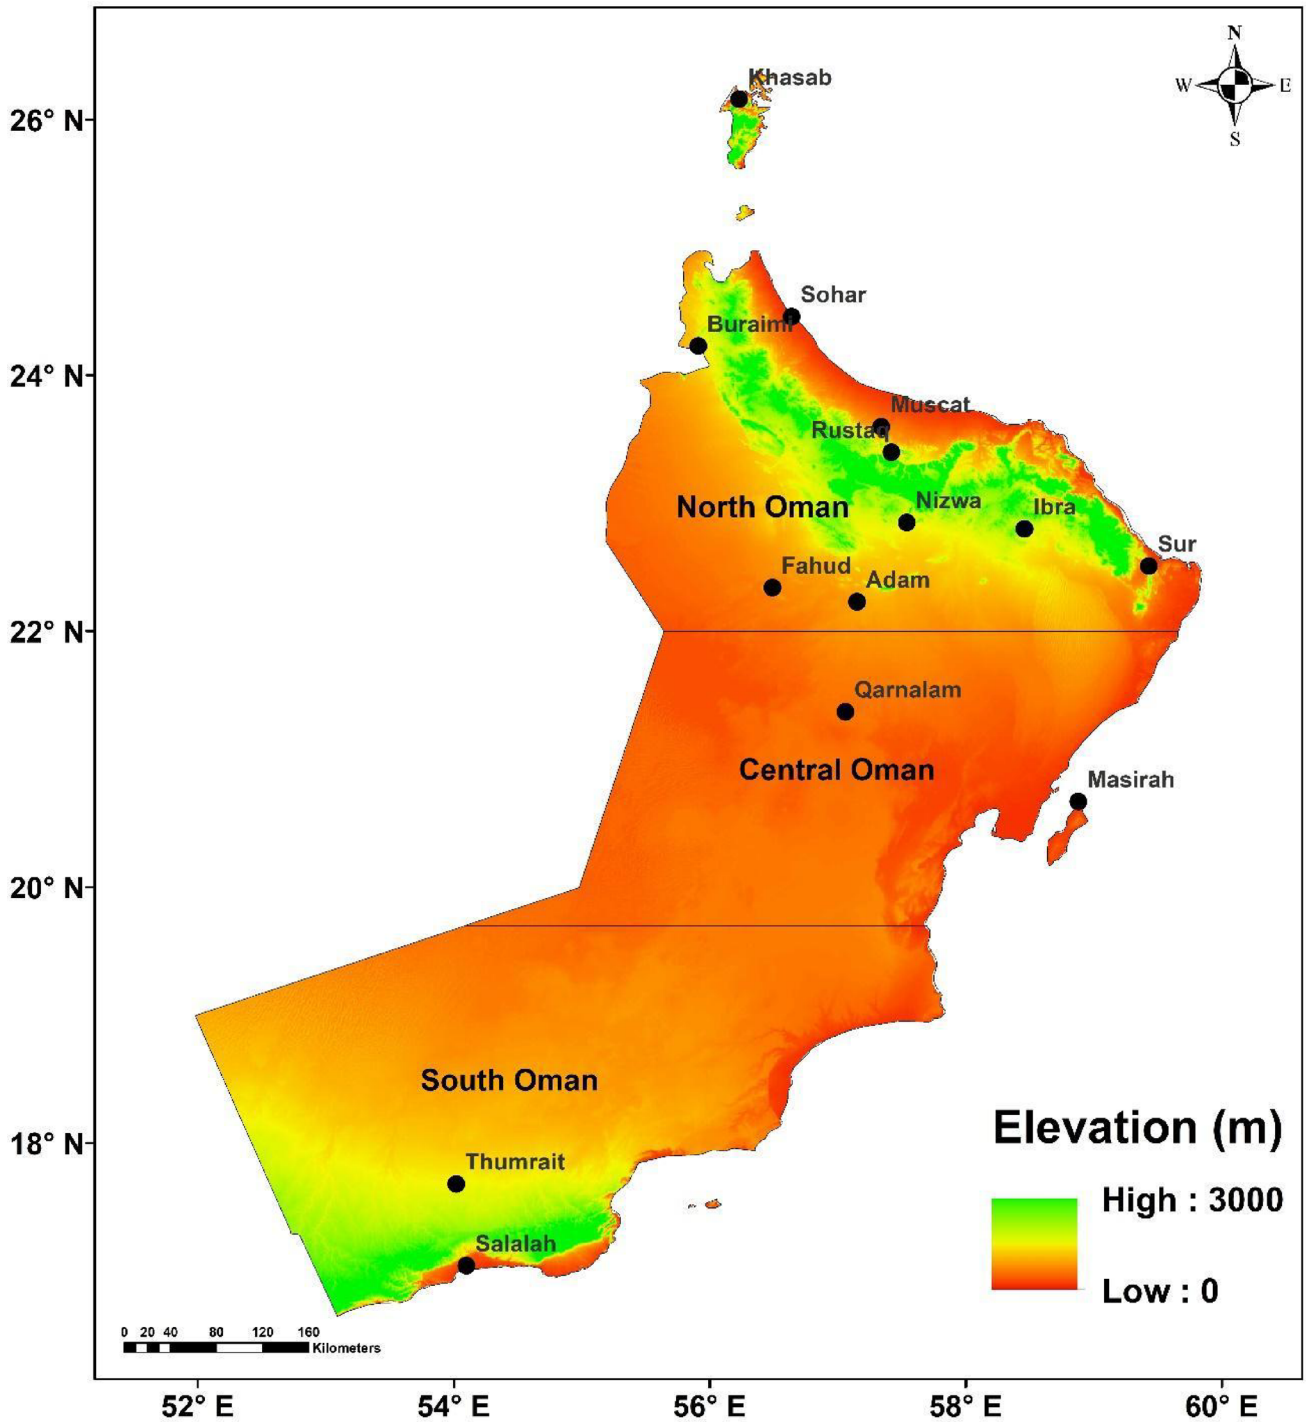 N
W E
S
Khasab
26° N
Sohar
Buraimi
24° N
Muscat
Rustaq
North Oman
Nizwa
Ibra
Sur
Fahud
Adam
22° N
Qarnalam
Central Oman
Masirah
20° N
South Oman
Elevation (m)
18° N
Thumrait
High : 3000
Salalah
Low : 0
0 20 40 80 120 160
Kilometers
52° E 54° E 56° E 58° E 60° E